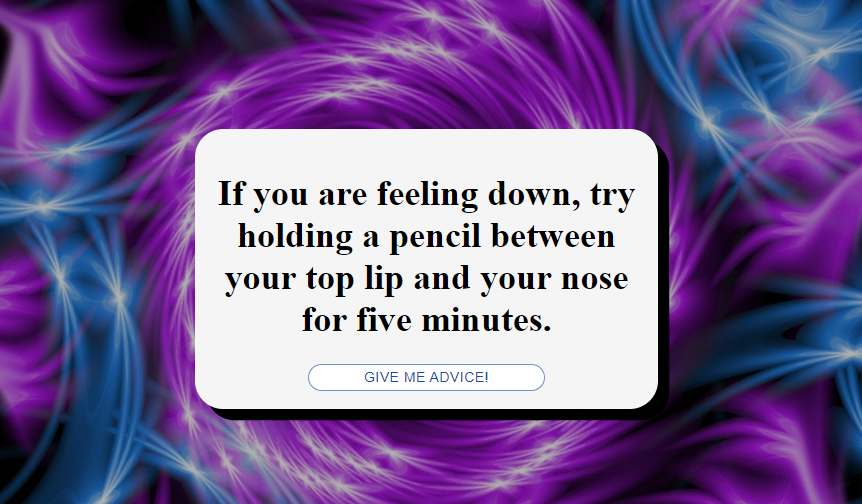 If you are feeling down, try
holding a pencil between
your top lip and your nose
for five minutes.
GIVE ME ADVICE!